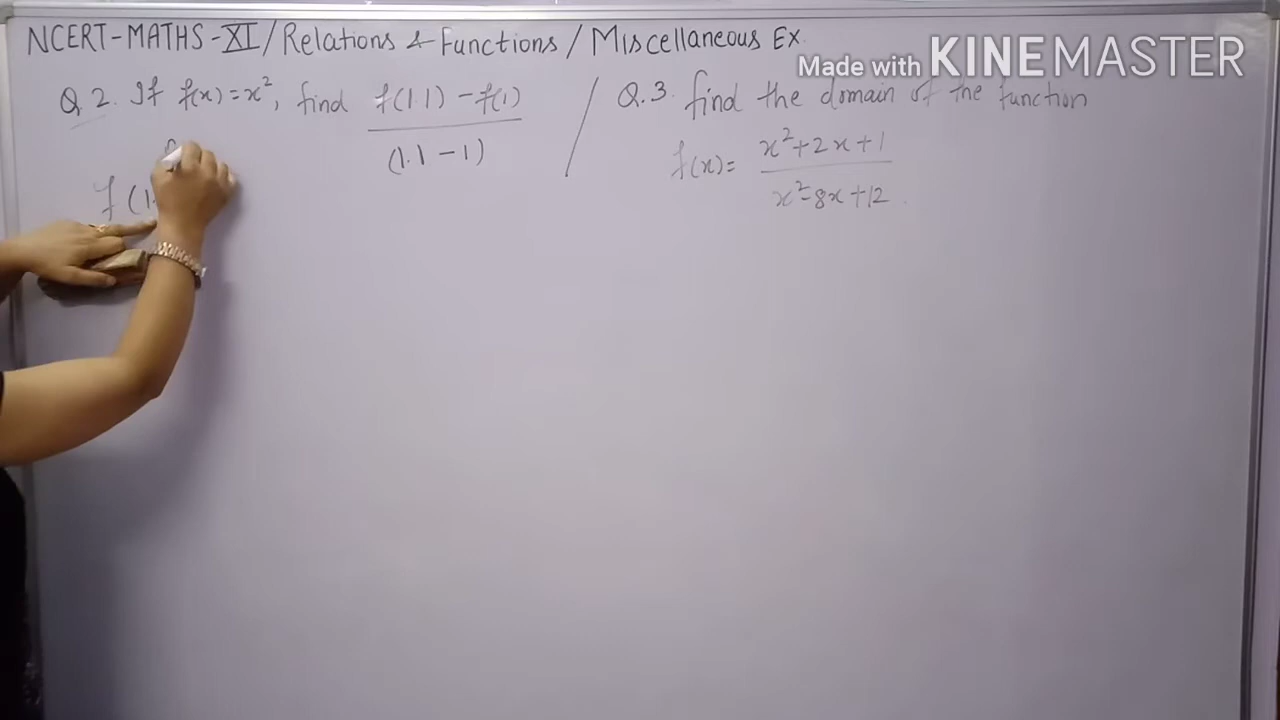 NCERT-MATHS-XI/Relations & Functions/Miscellaneous Ex.
Made with KINEMASTER
Q.2. If f(x)=x², find f(1.1) - f(1) / (1.1 - 1)
f(1.
Q.3. find the domain of the function
f(x)= x²+2x+1 / x²-8x+12.